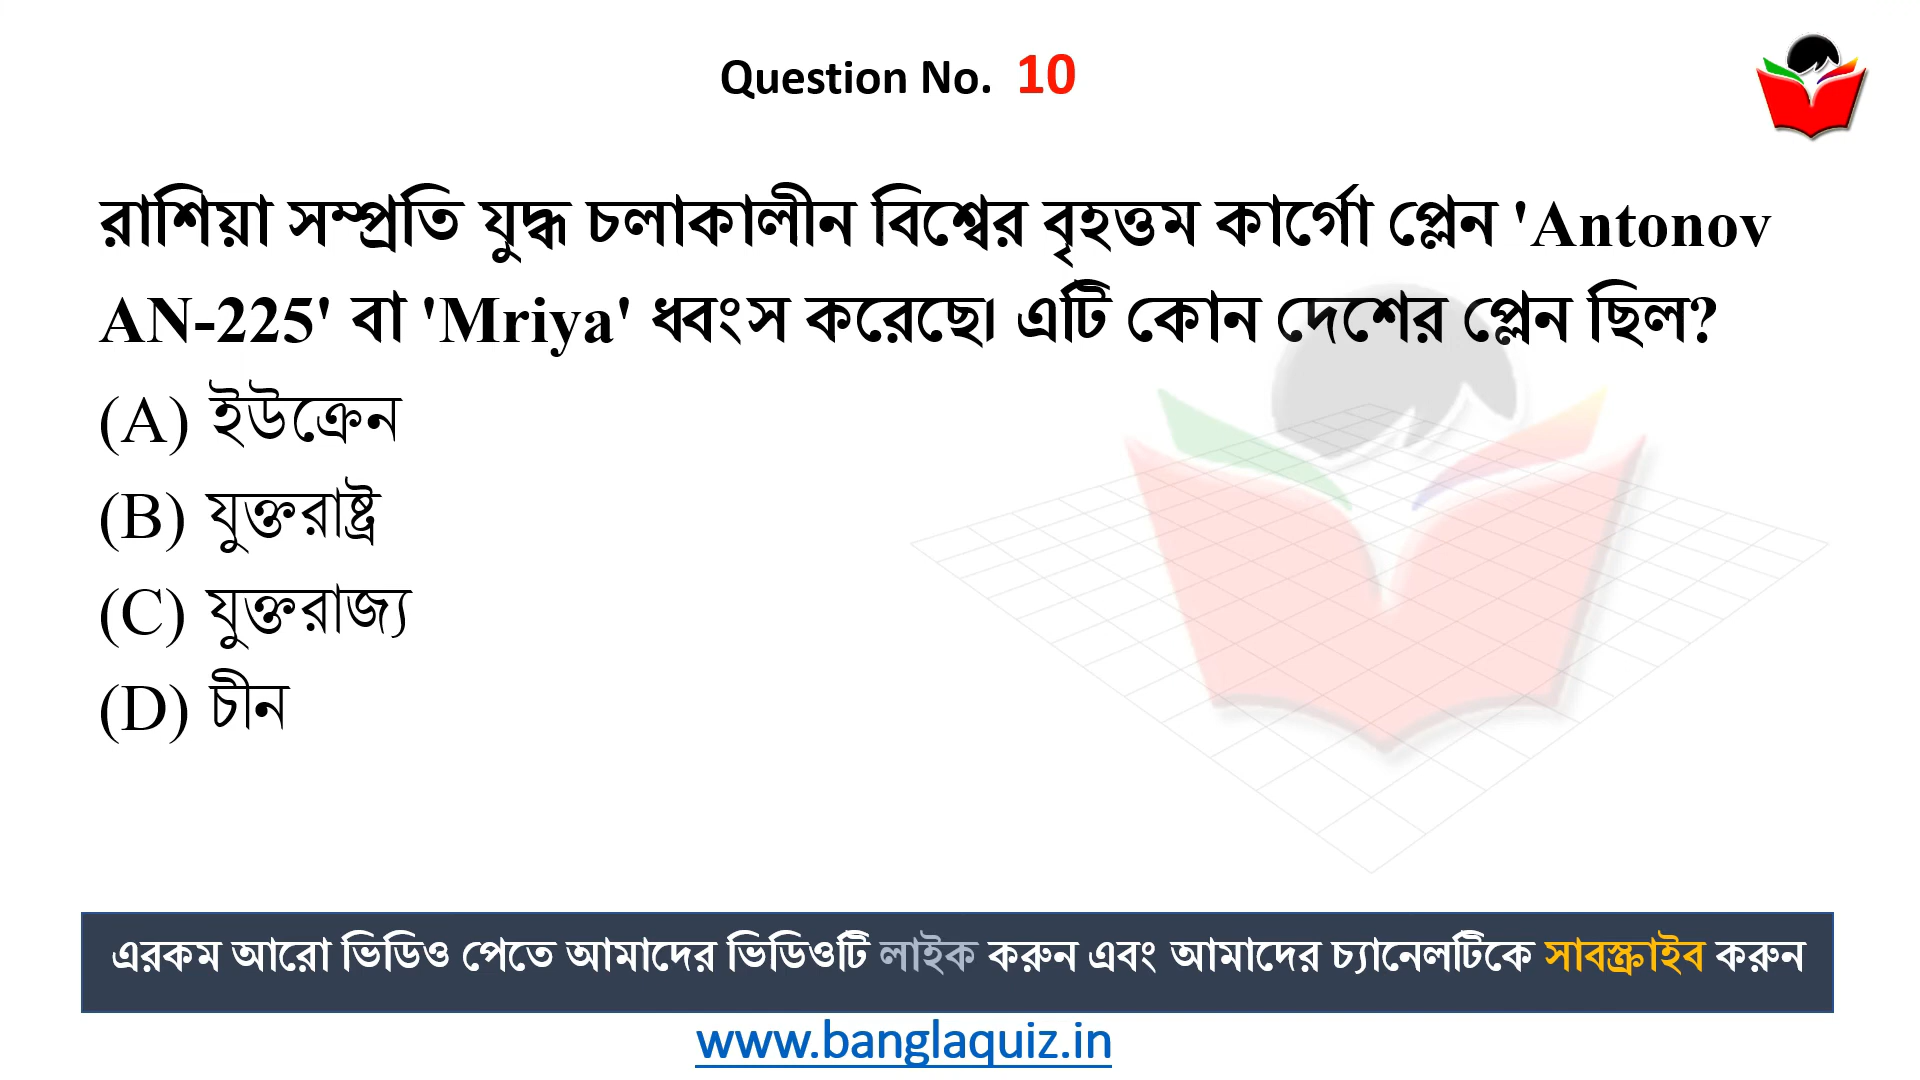 Question No. 10
রাশিয়া সম্প্রতি যুদ্ধ চলাকালীন বিশ্বের বৃহত্তম কার্গো প্লেন 'Antonov
AN-225' বা 'Mriya' ধ্বংস করেছে। এটি কোন দেশের প্লেন ছিল?
(A) ইউক্রেন
(B) যুক্তরাষ্ট্র
(C) যুক্তরাজ্য
(D) চীন
এরকম আরো ভিডিও পেতে আমাদের ভিডিওটি লাইক করুন এবং আমাদের চ্যানেলটিকে সাবস্ক্রাইব করুন
www.banglaquiz.in